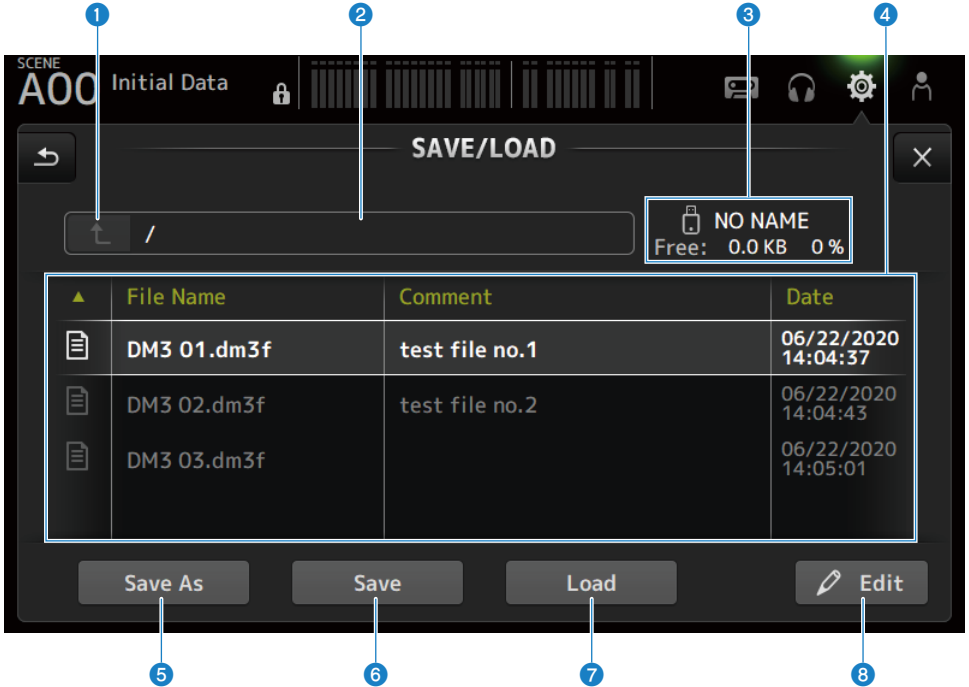 1 2 3 4
SCENE
A00 Initial Data
SAVE/LOAD
/
NO NAME
Free: 0.0 KB 0 %
▲ File Name Comment Date
DM3 01.dm3f test file no.1 06/22/2020 14:04:37
DM3 02.dm3f test file no.2 06/22/2020 14:04:43
DM3 03.dm3f 06/22/2020 14:05:01
Save As Save Load Edit
5 6 7 8